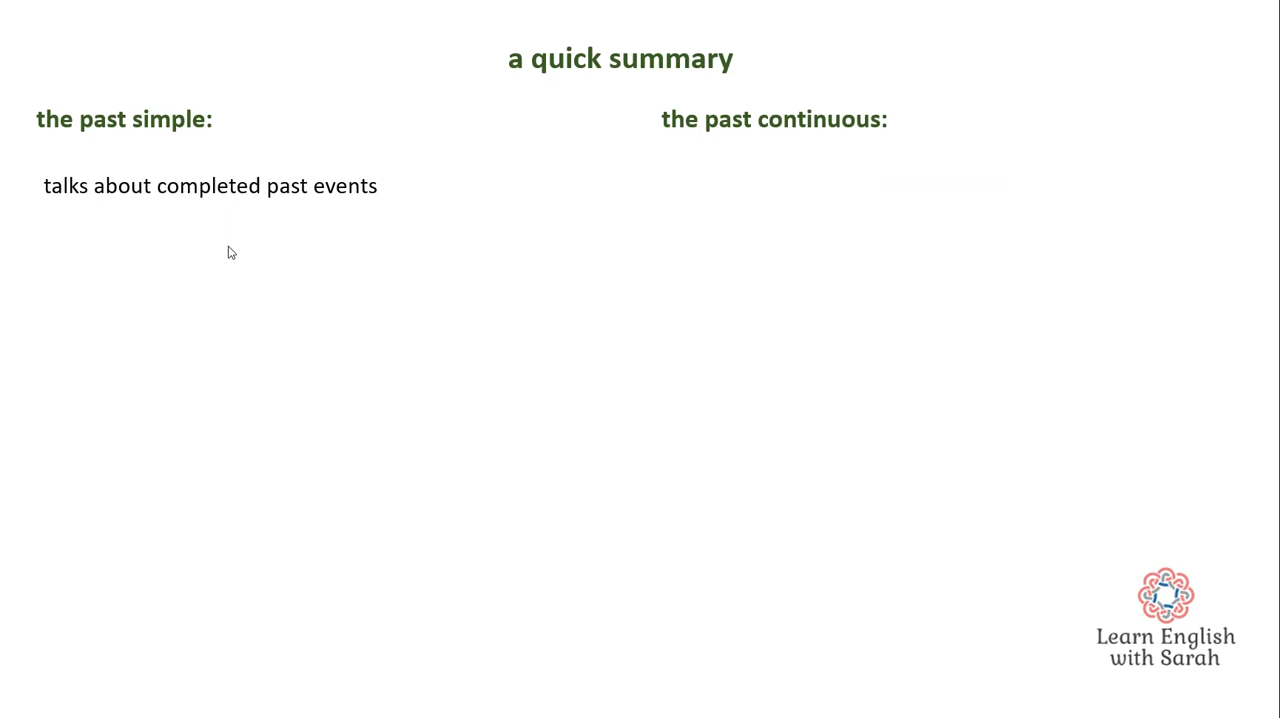 a quick summary
the past simple:
the past continuous:
talks about completed past events
Learn English
with Sarah